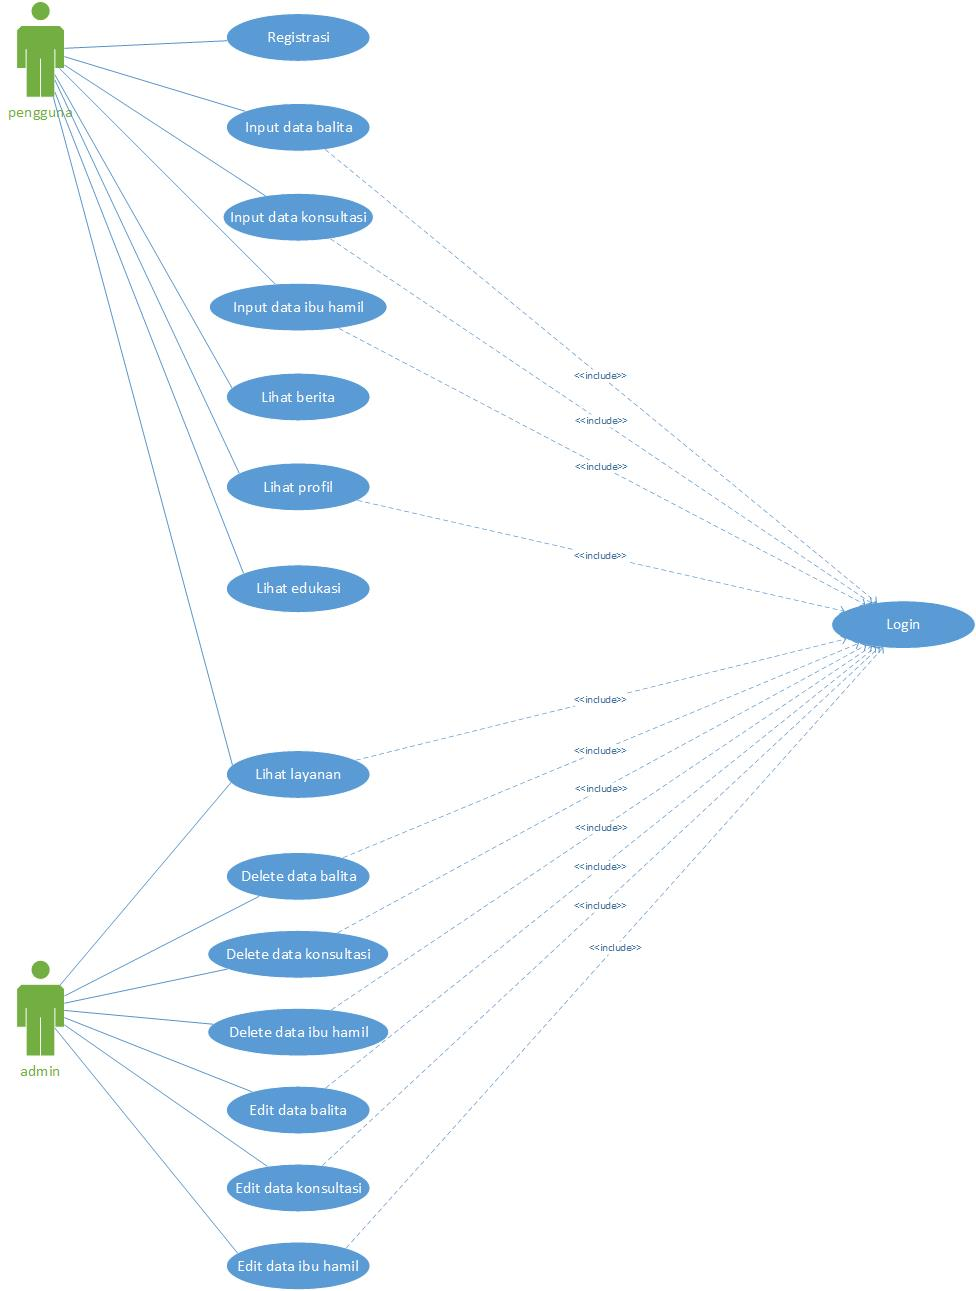 pengguna
Registrasi
Input data balita
Input data konsultasi
Input data ibu hamil
<<include>>
<<include>>
<<include>>
Lihat berita
Lihat profil
<<include>>
Lihat edukasi
Login
<<include>>
Lihat layanan
<<include>>
<<include>>
<<include>>
<<include>>
<<include>>
<<include>>
Delete data balita
Delete data konsultasi
Delete data ibu hamil
admin
Edit data balita
Edit data konsultasi
Edit data ibu hamil